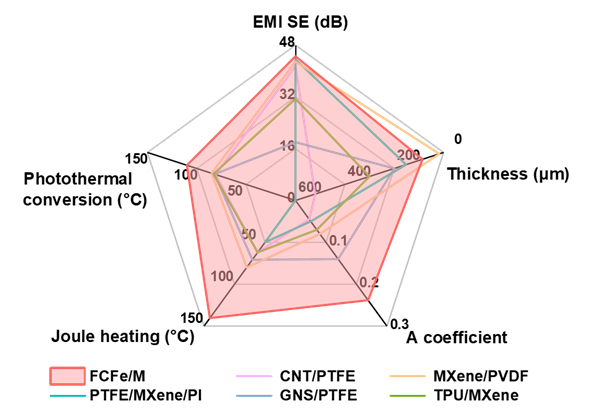 EMI SE (dB)
48
32
16
0
0
200
400
600
Thickness (μm)
150
100
50
Photothermal
conversion (°C)
50
100
150
Joule heating (°C)
0.1
0.2
0.3
A coefficient
FCFe/M
CNT/PTFE
MXene/PVDF
PTFE/MXene/PI
GNS/PTFE
TPU/MXene